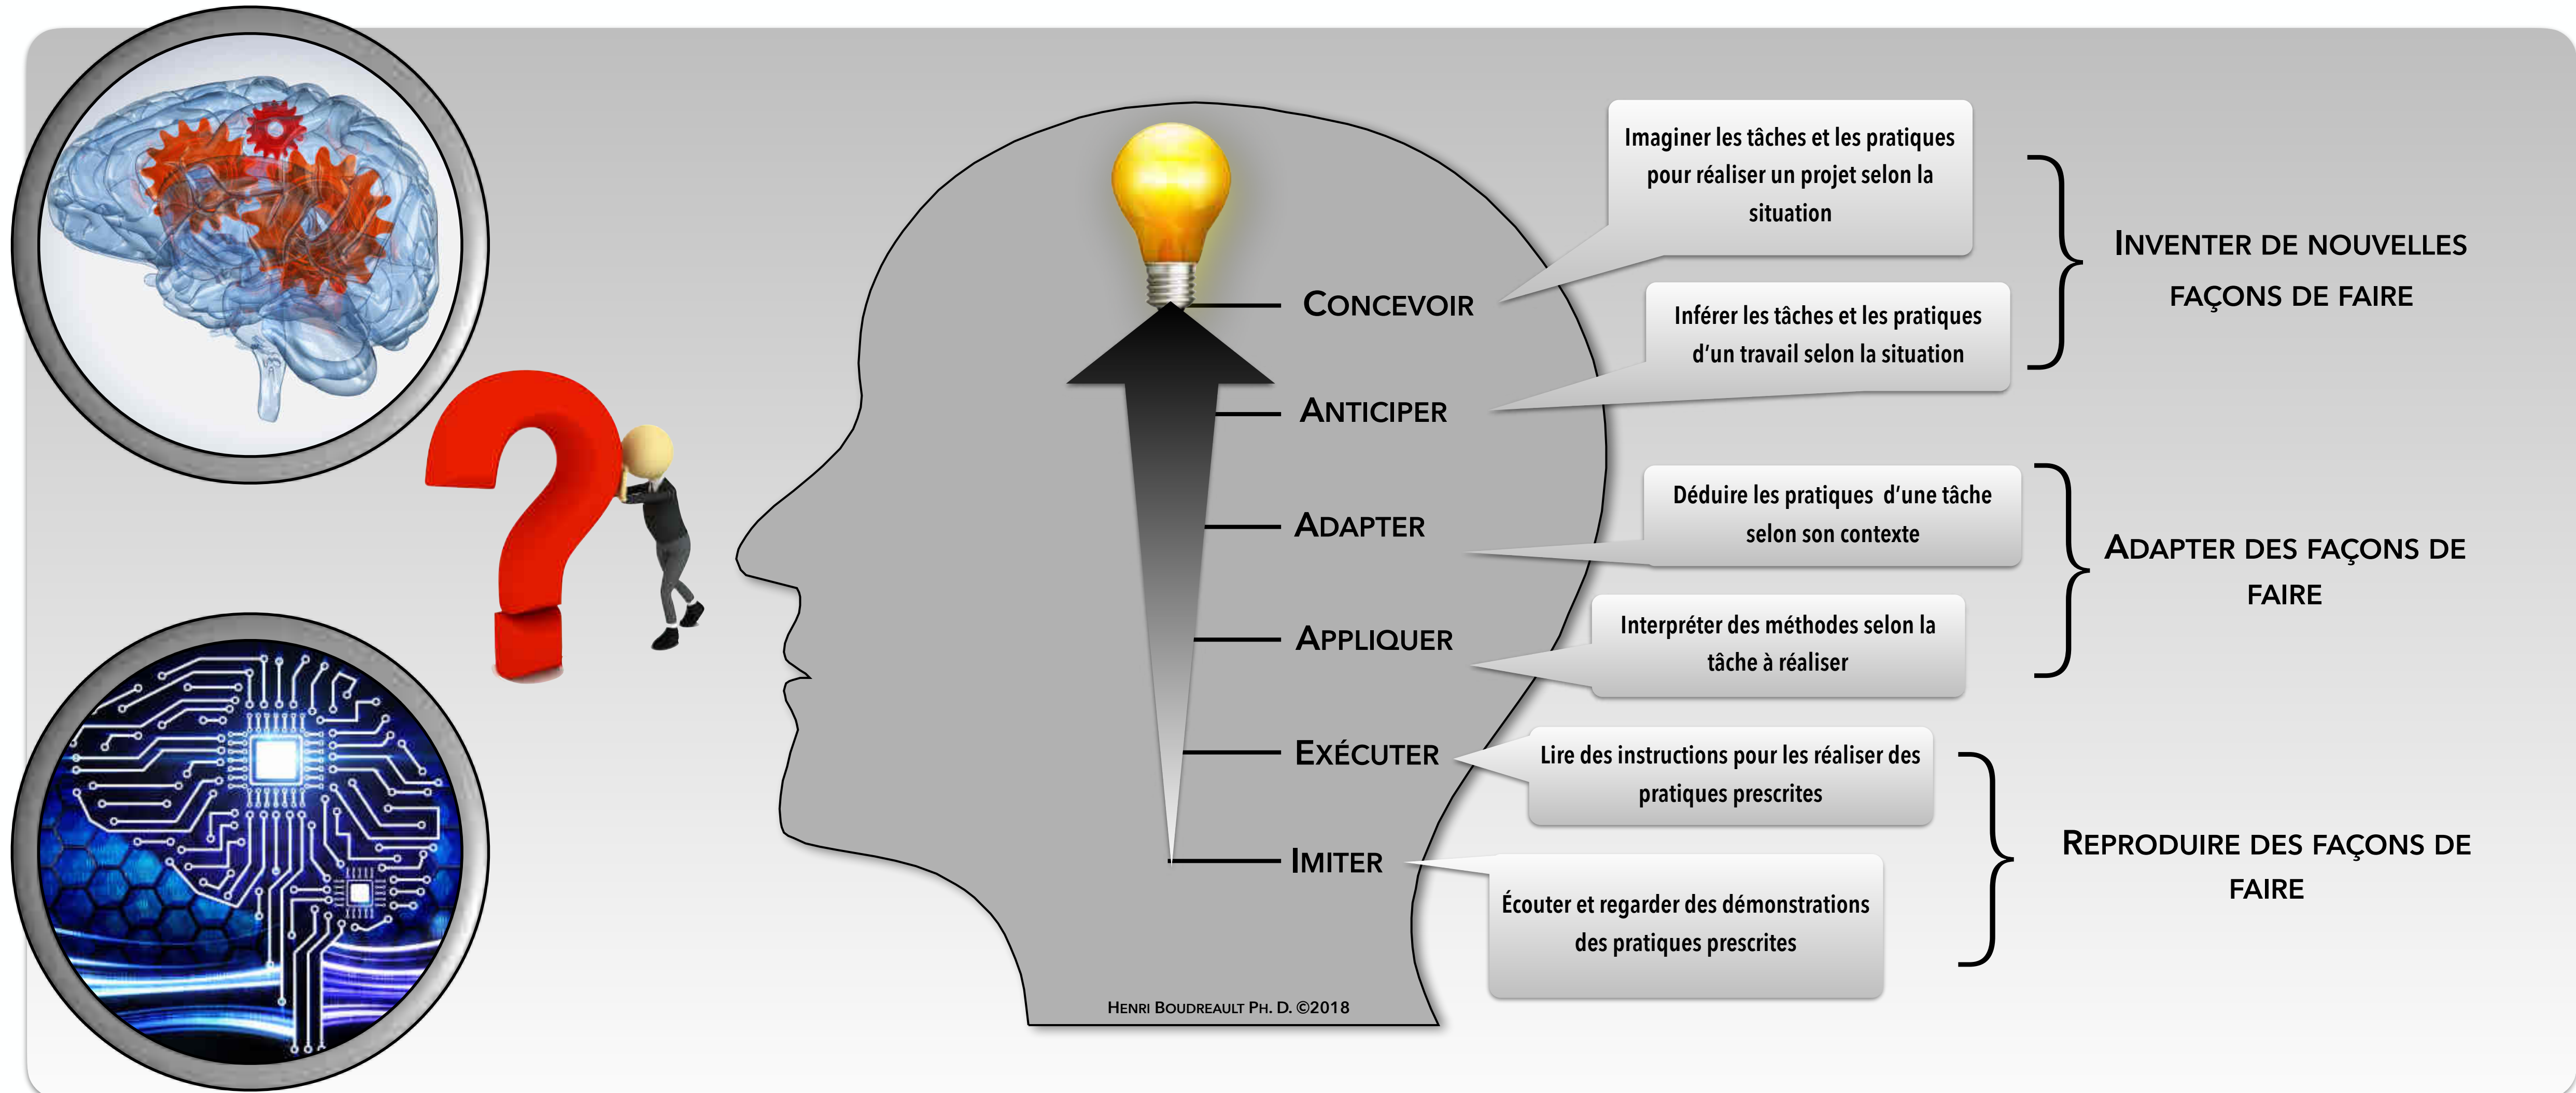 Imaginer les tâches et les pratiques
pour réaliser un projet selon la
situation
INVENTER DE NOUVELLES
FAÇONS DE FAIRE
CONCEVOIR
Inférer les tâches et les pratiques
d'un travail selon la situation
ANTICIPER
Déduire les pratiques d'une tâche
selon son contexte
ADAPTER
ADAPTER DES FAÇONS DE
FAIRE
Interpréter des méthodes selon la
tâche à réaliser
APPLIQUER
Lire des instructions pour les réaliser des
pratiques prescrites
EXÉCUTER
REPRODUIRE DES FAÇONS DE
FAIRE
IMITER
Écouter et regarder des démonstrations
des pratiques prescrites
HENRI BOUDREAULT PH. D. ©2018